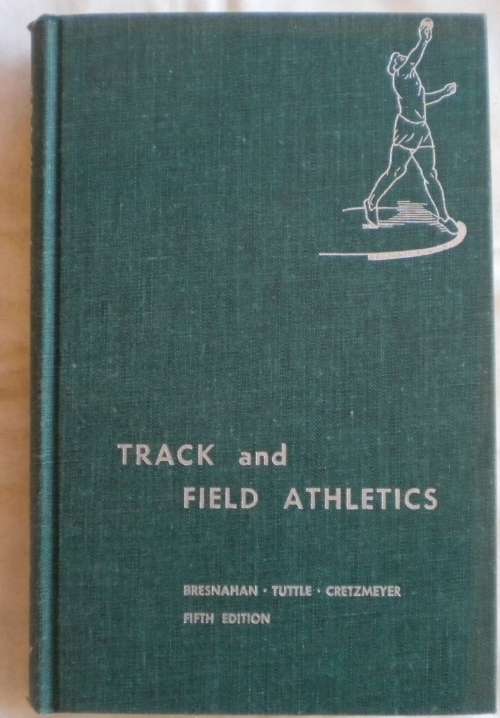 TRACK and
FIELD ATHLETICS
BRESNAHAN · TUTTLE · CRETZMEYER
FIFTH EDITION